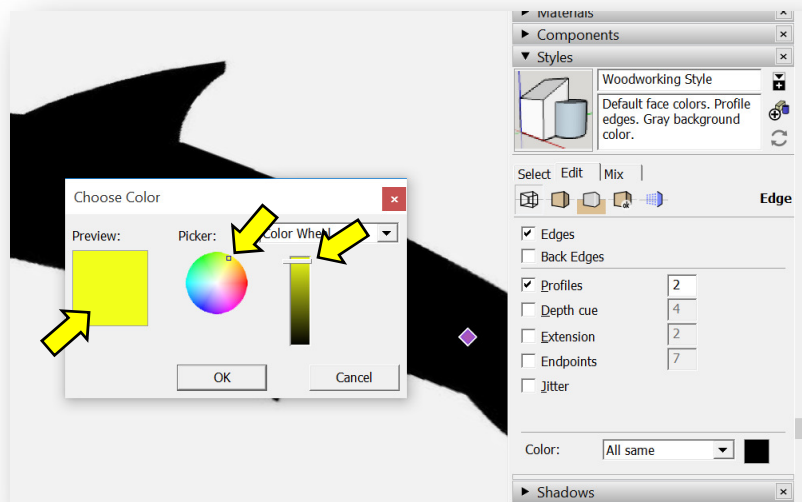 Materials
Components
Styles
Woodworking Style
Default face colors. Profile
edges. Gray background
color.
Select Edit Mix
Edge
Choose Color
Preview:
Picker:
Color Wheel
OK
Cancel
Edges
Back Edges
Profiles 2
Depth cue 4
Extension 2
Endpoints 7
Jitter
Color: All same
Shadows